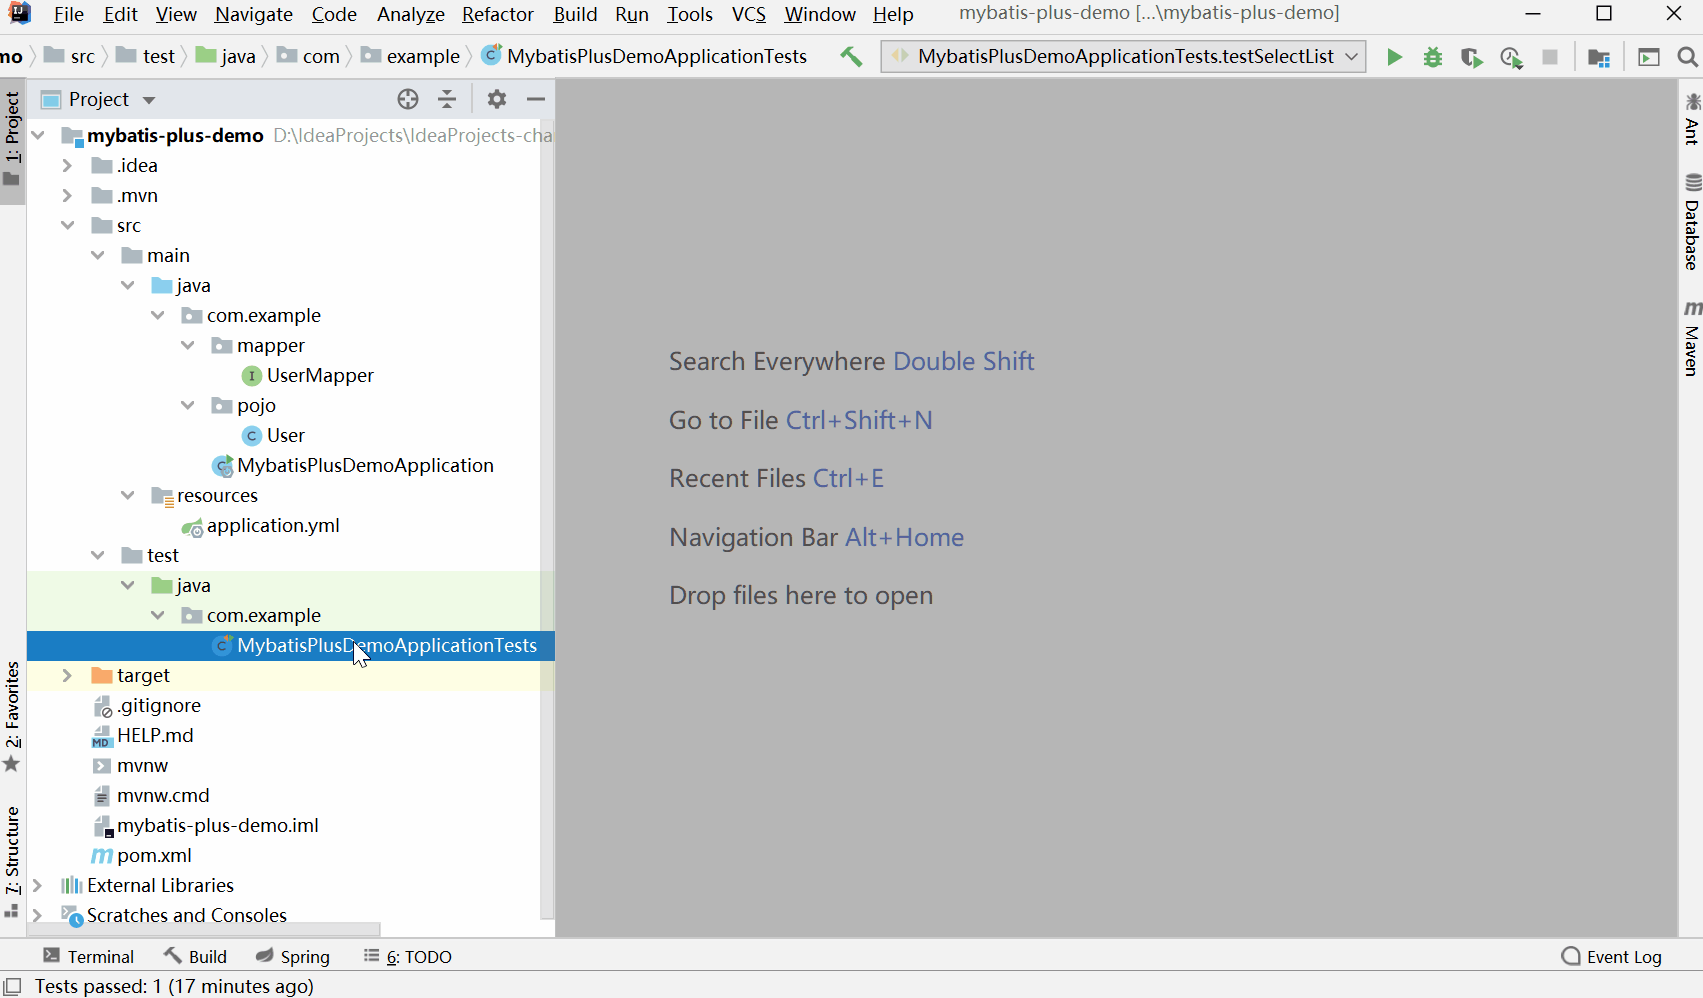 File Edit View Navigate Code Analyze Refactor Build Run Tools VCS Window Help mybatis-plus-demo [...\mybatis-plus-demo]
mo src test java com example MybatisPlusDemoApplicationTests MybatisPlusDemoApplicationTests.testSelectList
Project
1: Project
mybatis-plus-demo D:\IdeaProjects\IdeaProjects-cha
.idea
.mvn
src
main
java
com.example
mapper
UserMapper
pojo
User
MybatisPlusDemoApplication
resources
application.yml
test
java
com.example
MybatisPlusDemoApplicationTests
target
.gitignore
HELP.md
mvnw
mvnw.cmd
mybatis-plus-demo.iml
pom.xml
External Libraries
Scratches and Consoles
2: Favorites
7: Structure
Search Everywhere Double Shift
Go to File Ctrl+Shift+N
Recent Files Ctrl+E
Navigation Bar Alt+Home
Drop files here to open
Ant
Database
Maven
Terminal Build Spring 6: TODO Event Log
Tests passed: 1 (17 minutes ago)